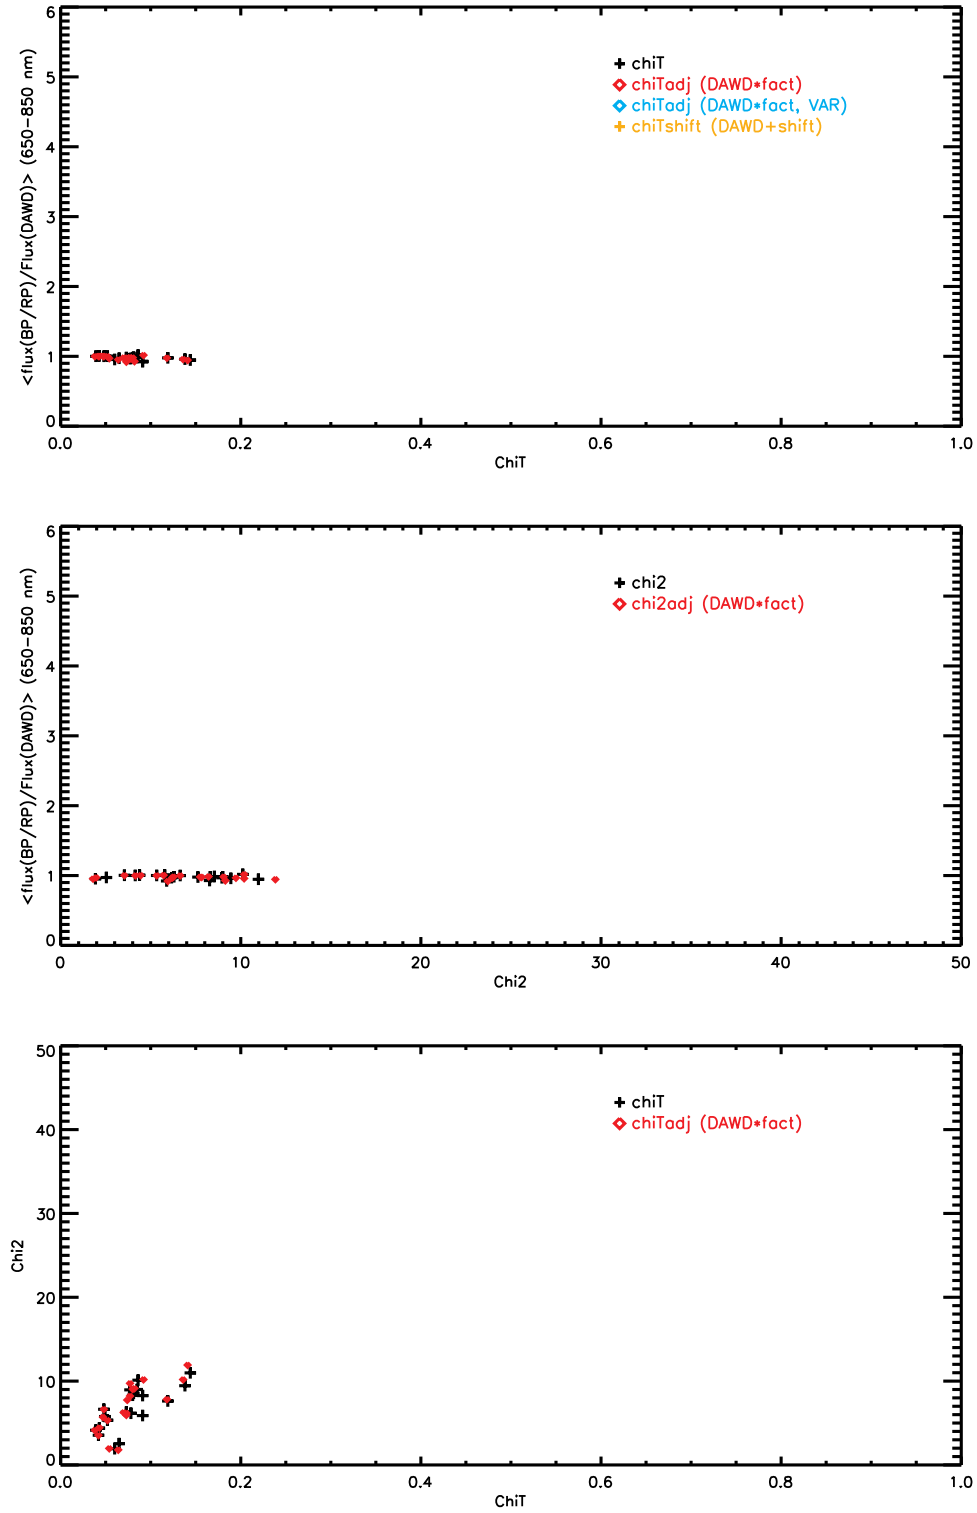 6
5
4
3
2
1
0
<flux(BP/RP)/Flux(DAWD)> (650-850 nm)
chiT
chiTadj (DAWD*fact)
chiTadj (DAWD*fact, VAR)
chiTshift (DAWD+shift)
0.0 0.2 0.4 0.6 0.8 1.0
ChiT
6
5
4
3
2
1
0
<flux(BP/RP)/Flux(DAWD)> (650-850 nm)
chi2
chi2adj (DAWD*fact)
0 10 20 30 40 50
Chi2
50
40
30
20
10
0
Chi2
chiT
chiTadj (DAWD*fact)
0.0 0.2 0.4 0.6 0.8 1.0
ChiT